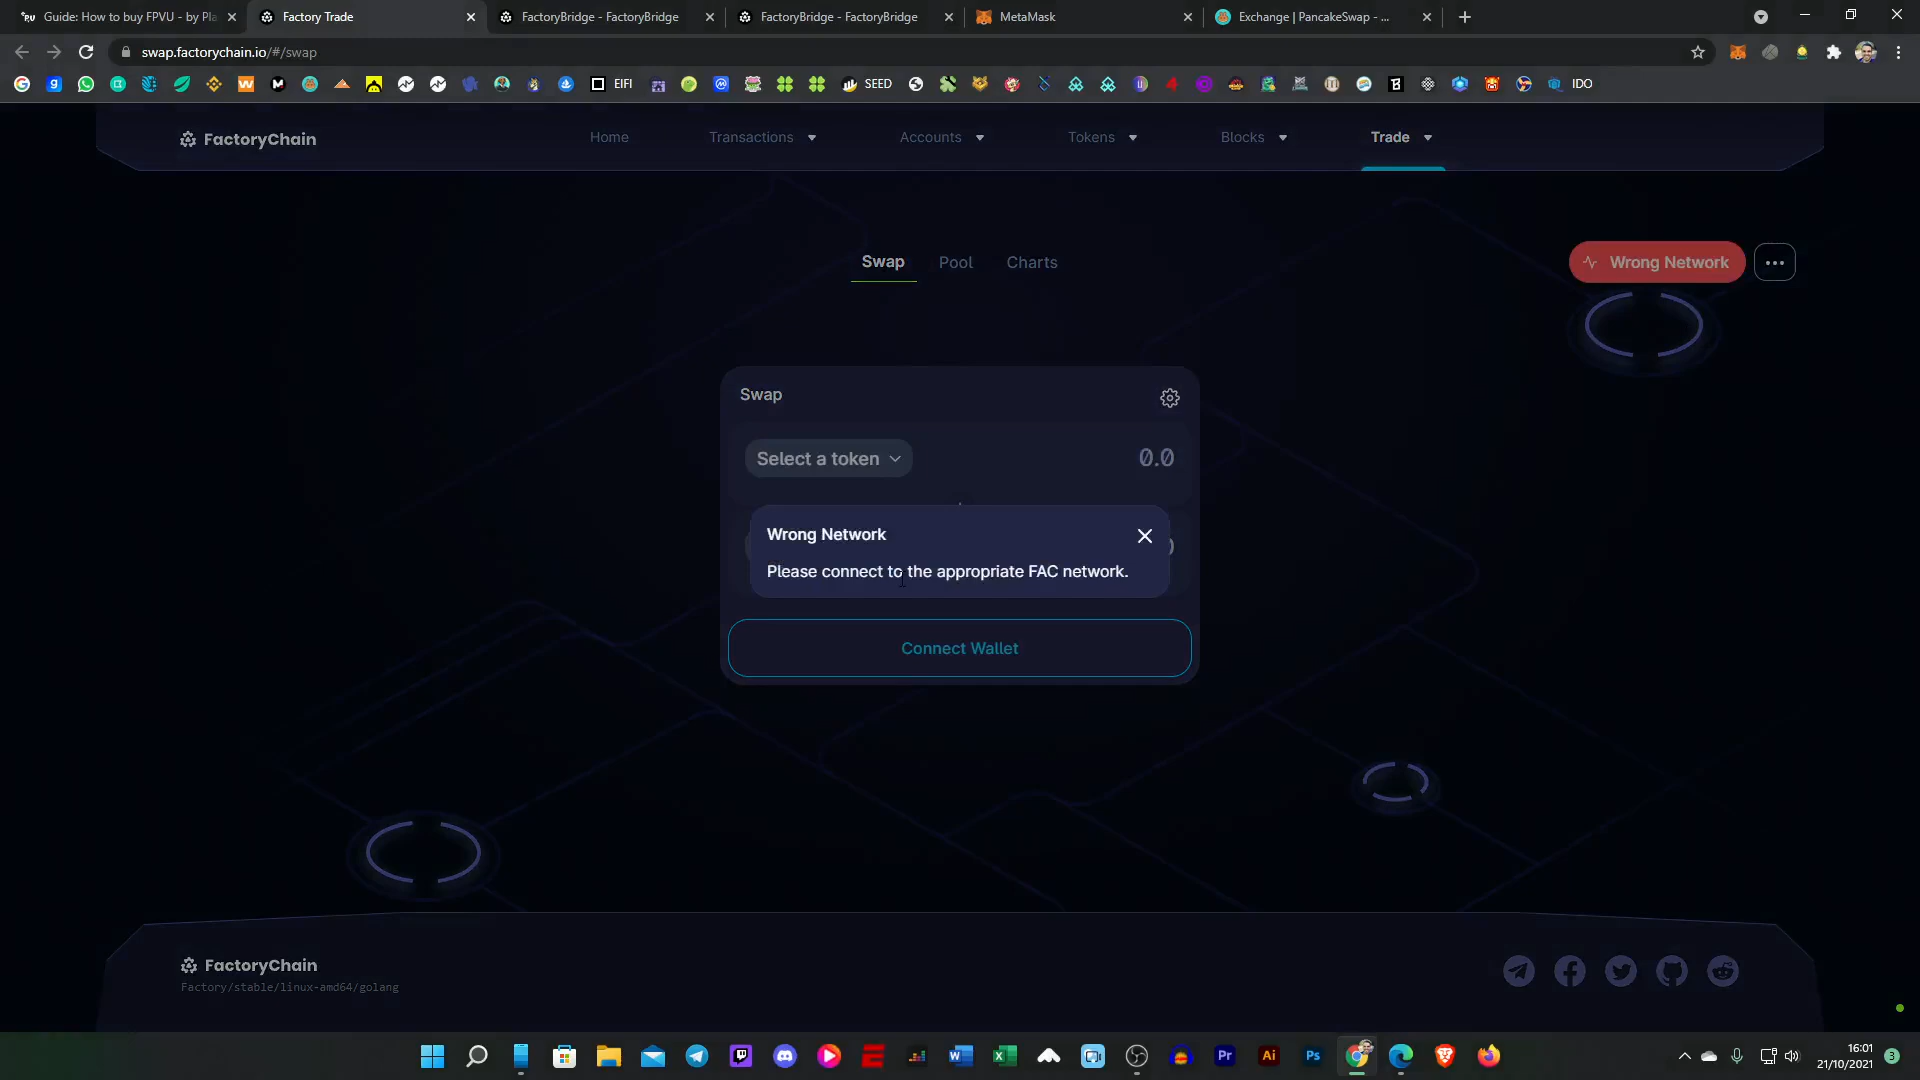 Guide: How to buy FPVU - by Pla
Factory Trade
FactoryBridge - FactoryBridge
FactoryBridge - FactoryBridge
MetaMask
Exchange | PancakeSwap - ...
swap.factorychain.io/#/swap
EIFI
SEED
IDO
FactoryChain
Home
Transactions
Accounts
Tokens
Blocks
Trade
Swap
Pool
Charts
Wrong Network
Swap
Select a token
0.0
Wrong Network
Please connect to the appropriate FAC network.
Connect Wallet
FactoryChain
Factory/stable/linux-amd64/golang
16:01
21/10/2021
3